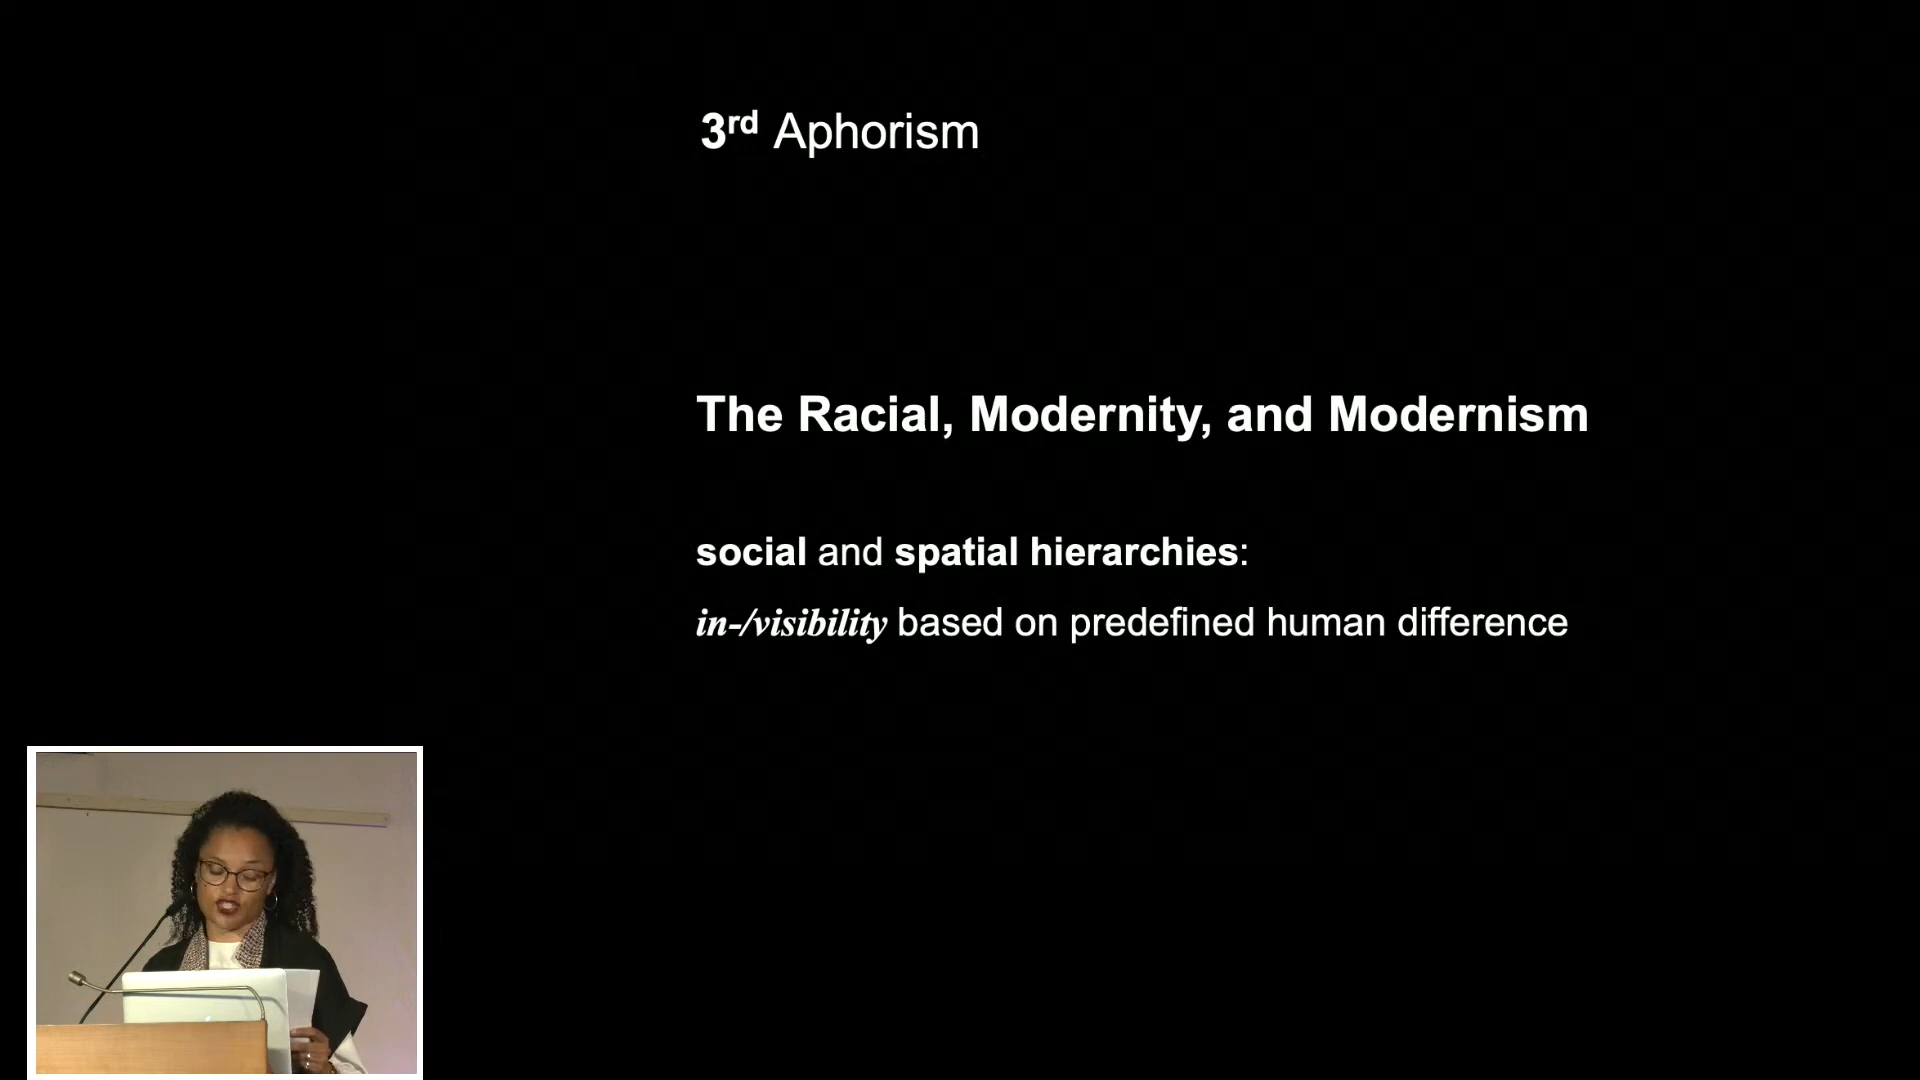 3rd Aphorism
The Racial, Modernity, and Modernism
social and spatial hierarchies:
in-/visibility based on predefined human difference